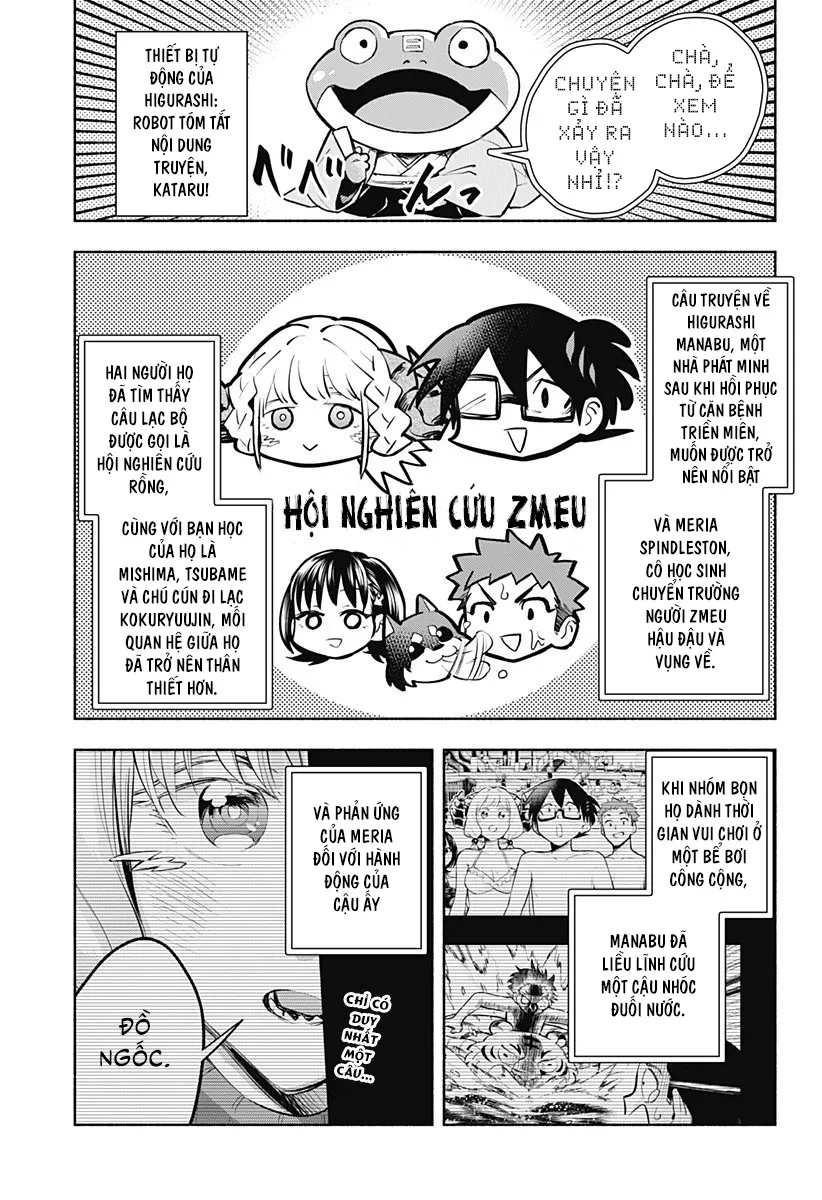 CHÀ,
CHÀ, ĐỂ
XEM
NÀO...
CHUYỆN
GÌ ĐÃ
XẢY RA
VẬY
NHỈ!?
THIẾT BỊ TỰ
ĐỘNG CỦA
HIGURASHI:
ROBOT TÓM TẮT
NỘI DUNG
TRUYỆN,
KATARU!
べべんっ
CÂU TRUYỆN VỀ
HIGURASHI
MANABU, MỘT
NHÀ PHÁT MINH
SAU KHI HỒI PHỤC
TỪ CĂN BỆNH
TRIỀN MIÊN,
MUỐN ĐƯỢC TRỞ
NÊN NỔI BẬT
VÀ MERIA
SPINDLESTON,
CÔ HỌC SINH
CHUYỂN TRƯỜNG
NGƯỜI ZMEU
HẬU ĐẬU VÀ
VỤNG VỀ.
HAI NGƯỜI HỌ
ĐÃ TÌM THẤY
CÂU LẠC BỘ
ĐƯỢC GỌI LÀ
HỘI NGHIÊN CỨU
RỒNG,
HỘI NGHIÊN CỨU ZMEU
CÙNG VỚI BẠN HỌC
CỦA HỌ LÀ
MISHIMA, TSUBAME
VÀ CHÚ CÚN ĐI LẠC
KOKURYUUJIN, MỐI
QUAN HỆ GIỮA HỌ
ĐÃ TRỞ NÊN THÂN
THIẾT HƠN.
KHI NHÓM BỌN
HỌ DÀNH THỜI
GIAN VUI CHƠI Ở
MỘT BỂ BƠI
CÔNG CỘNG,
MANABU ĐÃ
LIỀU LĨNH CỨU
MỘT CẬU NHÓC
ĐUỐI NƯỚC.
VÀ PHẢN ỨNG
CỦA MERIA
ĐỐI VỚI HÀNH
ĐỘNG CỦA
CẬU ẤY
CHỈ CÓ
DUY
NHẤT
MỘT
CÂU...
ĐỒ
NGỐC.